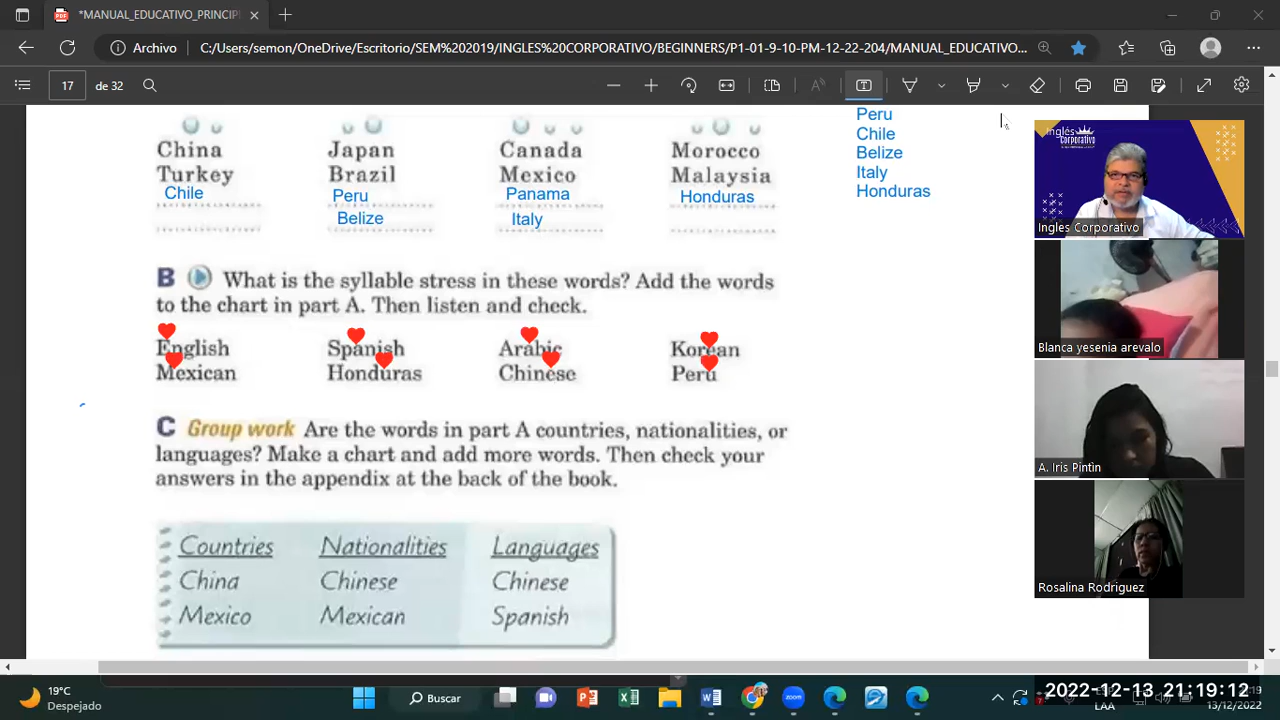 *MANUAL_EDUCATIVO_PRINCIP
Archivo C:/Users/semon/OneDrive/Escritorio/SEM%202019/INGLES%20CORPORATIVO/BEGINNERS/P1-01-9-10-PM-12-22-204/MANUAL_EDUCATIVO...
17 de 32
Peru
Chile
Belize
Italy
Honduras
China Japan Canada Morocco
Turkey Brazil Mexico Malaysia
Chile Peru Panama Honduras
Belize Italy
B What is the syllable stress in these words? Add the words
to the chart in part A. Then listen and check.
English Spanish Arabic Korean
Mexican Honduras Chinese Peru
C Group work Are the words in part A countries, nationalities, or
languages? Make a chart and add more words. Then check your
answers in the appendix at the back of the book.
Countries Nationalities Languages
China Chinese Chinese
Mexico Mexican Spanish
Inglés
Corporativo
Ingles Corporativo
Blanca yesenia arevalo
A. Iris Pintin
Rosalina Rodriguez
19°C
Despejado
Buscar
LAA
2022-12-13 21:19:12
13/12/2022